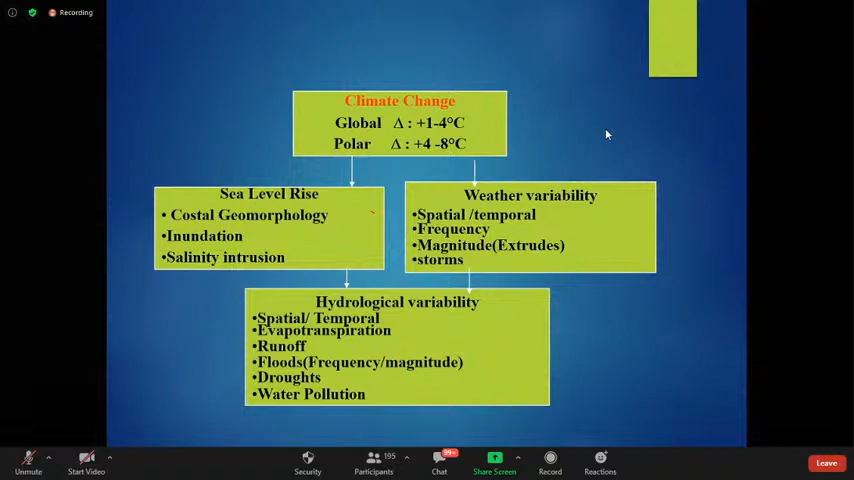 Recording
Climate Change
Global Δ : +1-4°C
Polar Δ : +4 -8°C
Sea Level Rise
• Costal Geomorphology
•Inundation
•Salinity intrusion
Weather variability
•Spatial /temporal
•Frequency
•Magnitude(Extrudes)
•storms
Hydrological variability
•Spatial/ Temporal
•Evapotranspiration
•Runoff
•Floods(Frequency/magnitude)
•Droughts
•Water Pollution
Unmute
Start Video
Security
Participants 195
Chat 99+
Share Screen
Record
Reactions
Leave